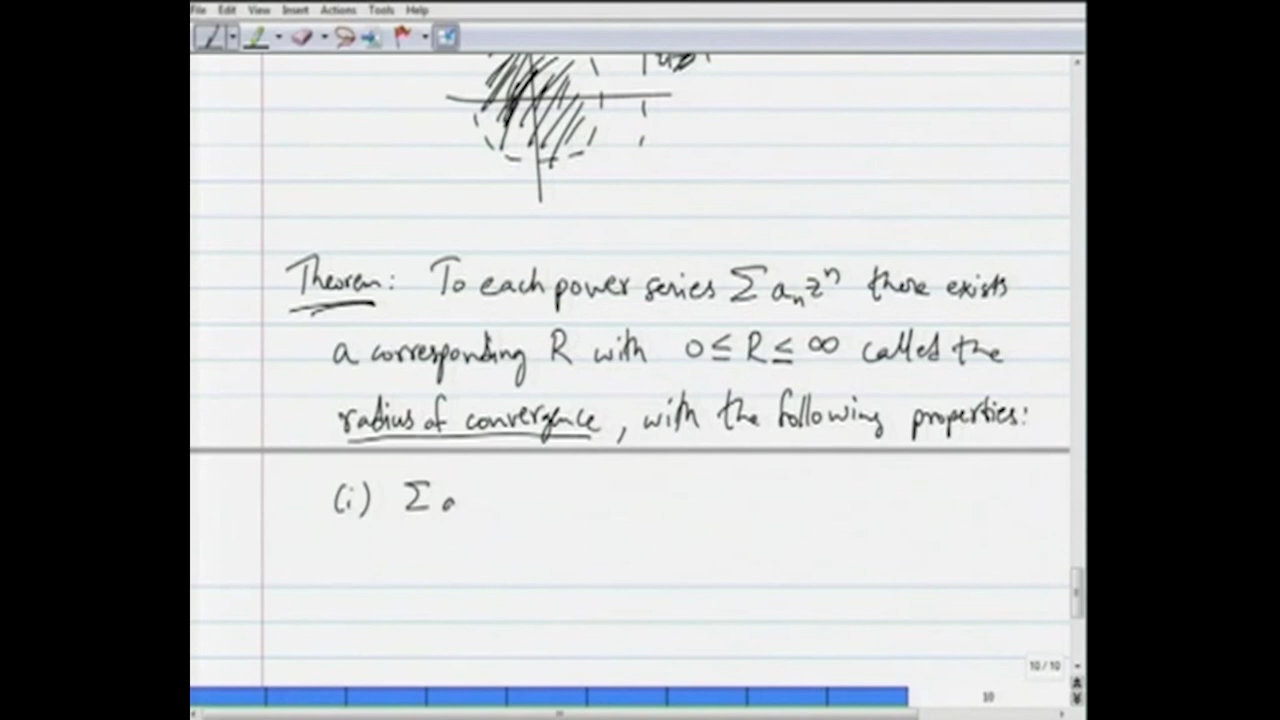 File Edit View Insert Actions Tools Help
Theorem: To each power series ∑ aₙzⁿ there exists
a corresponding R with 0 ≤ R ≤ ∞ called the
radius of convergence, with the following properties:
(i) ∑ a
10 / 10
10